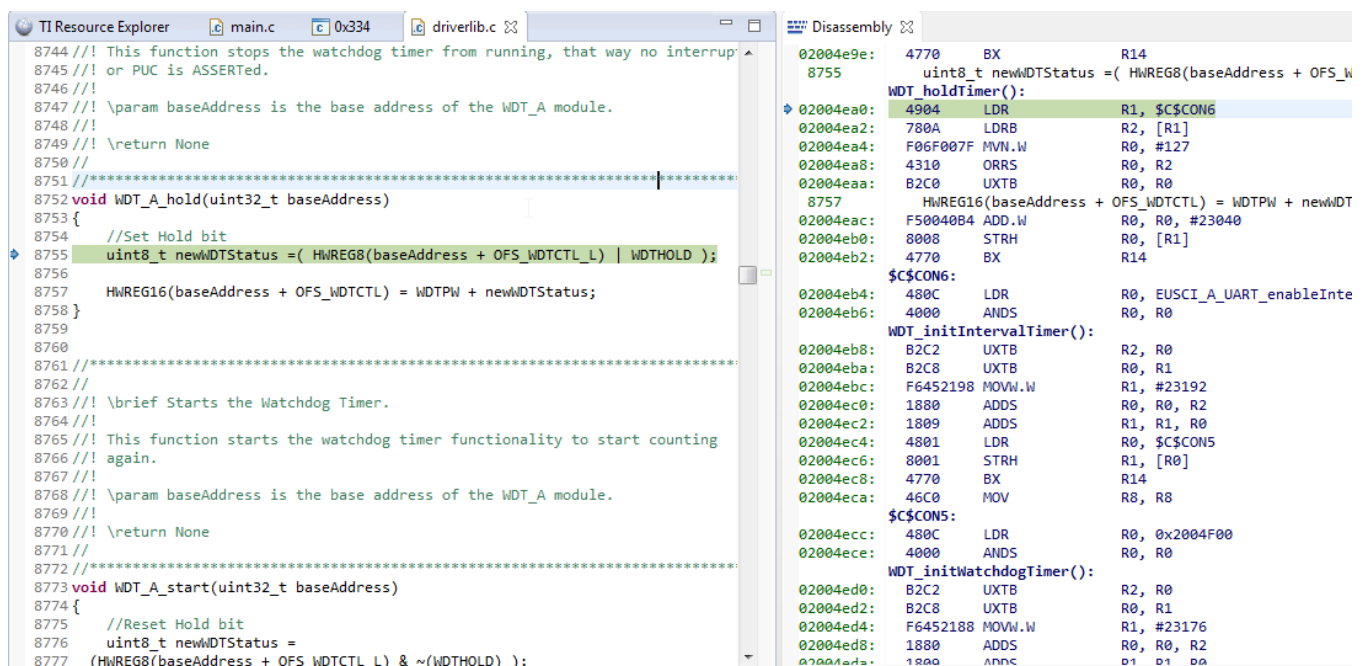 TI Resource Explorer main.c 0x334 driverlib.c
8744 //! This function stops the watchdog timer from running, that way no interrup
8745 //! or PUC is ASSERTed.
8746 //!
8747 //! \param baseAddress is the base address of the WDT_A module.
8748 //!
8749 //! \return None
8750 //
8751 //****************************************************************************
8752 void WDT_A_hold(uint32_t baseAddress)
8753 {
8754 //Set Hold bit
8755 uint8_t newWDTStatus =( HWREG8(baseAddress + OFS_WDTCTL_L) | WDTHOLD );
8756
8757 HWREG16(baseAddress + OFS_WDTCTL) = WDTPW + newWDTStatus;
8758 }
8759
8760
8761 //****************************************************************************
8762 //
8763 //! \brief Starts the Watchdog Timer.
8764 //!
8765 //! This function starts the watchdog timer functionality to start counting
8766 //! again.
8767 //!
8768 //! \param baseAddress is the base address of the WDT_A module.
8769 //!
8770 //! \return None
8771 //
8772 //****************************************************************************
8773 void WDT_A_start(uint32_t baseAddress)
8774 {
8775 //Reset Hold bit
8776 uint8_t newWDTStatus =
8777 (HWREG8(baseAddress + OFS_WDTCTL_L) & ~(WDTHOLD) );
Disassembly
02004e9e: 4770 BX R14
8755 uint8_t newWDTStatus =( HWREG8(baseAddress + OFS_W
WDT_holdTimer():
02004ea0: 4904 LDR R1, $C$CON6
02004ea2: 780A LDRB R2, [R1]
02004ea4: F06F007F MVN.W R0, #127
02004ea8: 4310 ORRS R0, R2
02004eaa: B2C0 UXTB R0, R0
8757 HWREG16(baseAddress + OFS_WDTCTL) = WDTPW + newWDT
02004eac: F50040B4 ADD.W R0, R0, #23040
02004eb0: 8008 STRH R0, [R1]
02004eb2: 4770 BX R14
$C$CON6:
02004eb4: 480C LDR R0, EUSCI_A_UART_enableInte
02004eb6: 4000 ANDS R0, R0
WDT_initIntervalTimer():
02004eb8: B2C2 UXTB R2, R0
02004eba: B2C8 UXTB R0, R1
02004ebc: F6452198 MOVW.W R1, #23192
02004ec0: 1880 ADDS R0, R0, R2
02004ec2: 1809 ADDS R1, R1, R0
02004ec4: 4801 LDR R0, $C$CON5
02004ec6: 8001 STRH R1, [R0]
02004ec8: 4770 BX R14
02004eca: 46C0 MOV R8, R8
$C$CON5:
02004ecc: 480C LDR R0, 0x2004F00
02004ece: 4000 ANDS R0, R0
WDT_initWatchdogTimer():
02004ed0: B2C2 UXTB R2, R0
02004ed2: B2C8 UXTB R0, R1
02004ed4: F6452188 MOVW.W R1, #23176
02004ed8: 1880 ADDS R0, R0, R2
02004eda: 1809 ADDS R1, R1, R0